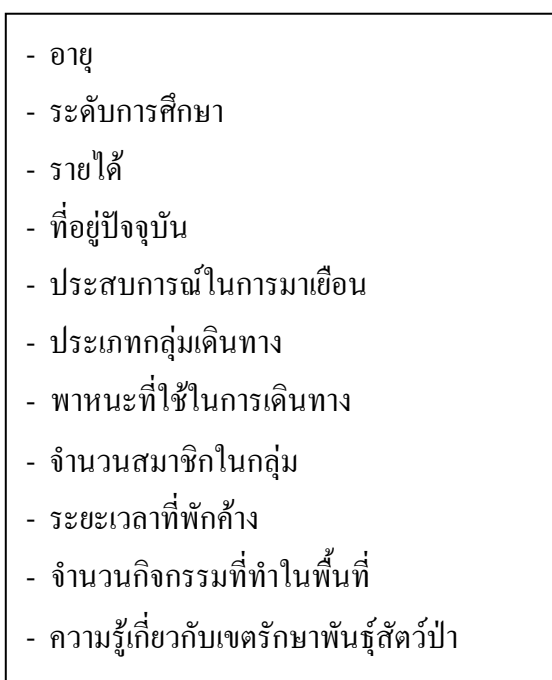 - อายุ
- ระดับการศึกษา
- รายได้
- ที่อยู่ปัจจุบัน
- ประสบการณ์ในการมาเยือน
- ประเภทกลุ่มเดินทาง
- พาหนะที่ใช้ในการเดินทาง
- จำนวนสมาชิกในกลุ่ม
- ระยะเวลาที่พักค้าง
- จำนวนกิจกรรมที่ทำในพื้นที่
- ความรู้เกี่ยวกับเขตรักษาพันธุ์สัตว์ป่า